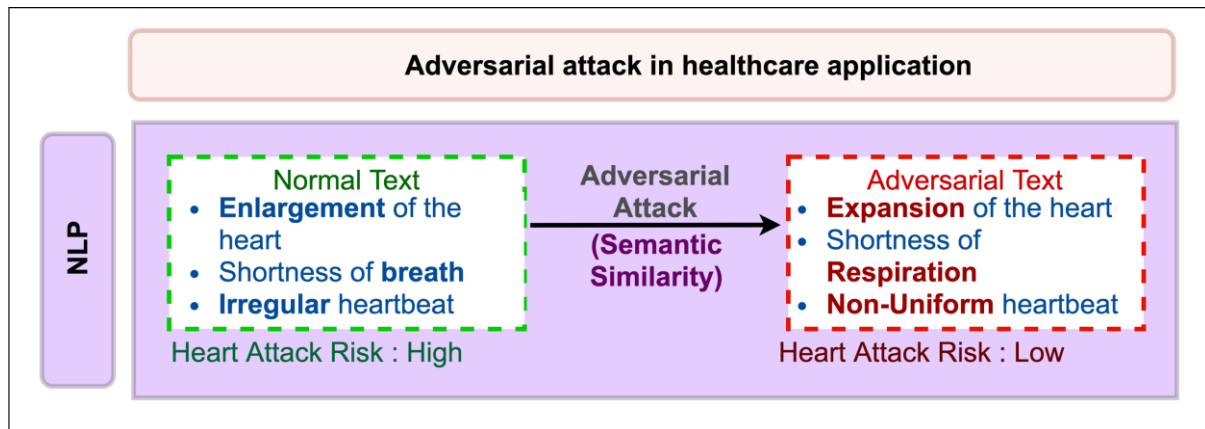 Adversarial attack in healthcare application
NLP
Normal Text
• Enlargement of the
heart
• Shortness of breath
• Irregular heartbeat
Heart Attack Risk : High
Adversarial
Attack
(Semantic
Similarity)
Adversarial Text
• Expansion of the heart
• Shortness of
Respiration
• Non-Uniform heartbeat
Heart Attack Risk : Low